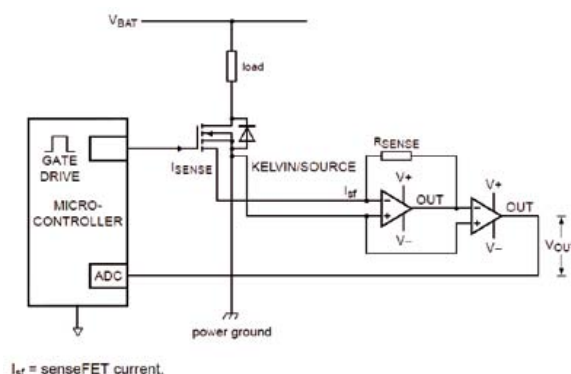 VBAT
load
GATE
DRIVE
MICRO-
CONTROLLER
ADC
ISENSE
KELVIN/SOURCE
Isf
RSENSE
V+
OUT
V−
V+
OUT
V−
VOUT
power ground
Isf = senseFET current.